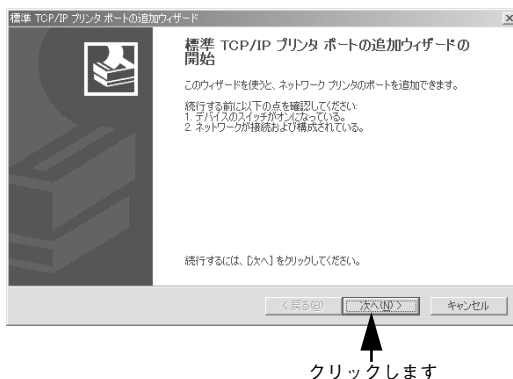 標準 TCP/IP プリンタ ポートの追加ウィザード
標準 TCP/IP プリンタ ポートの追加ウィザードの
開始
このウィザードを使うと、ネットワーク プリンタのポートを追加できます。
続行する前に以下の点を確認してください:
1. デバイスのスイッチがオンになっている。
2. ネットワークが接続および構成されている。
続行するには、[次へ] をクリックしてください。
< 戻る(B)
次へ(N) >
キャンセル
クリックします